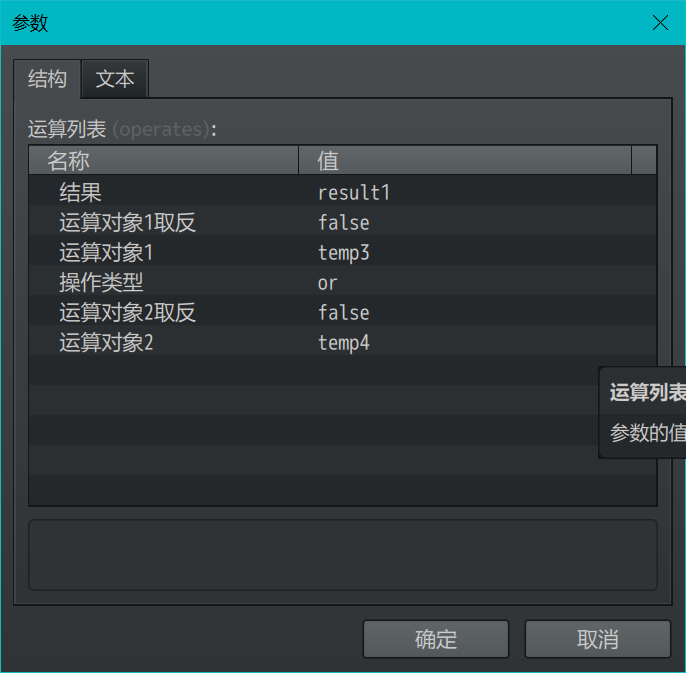 参数
结构 文本
运算列表 (operates):
名称 值
结果 result1
运算对象1取反 false
运算对象1 temp3
操作类型 or
运算对象2取反 false
运算对象2 temp4
运算列表
参数的值
确定 取消